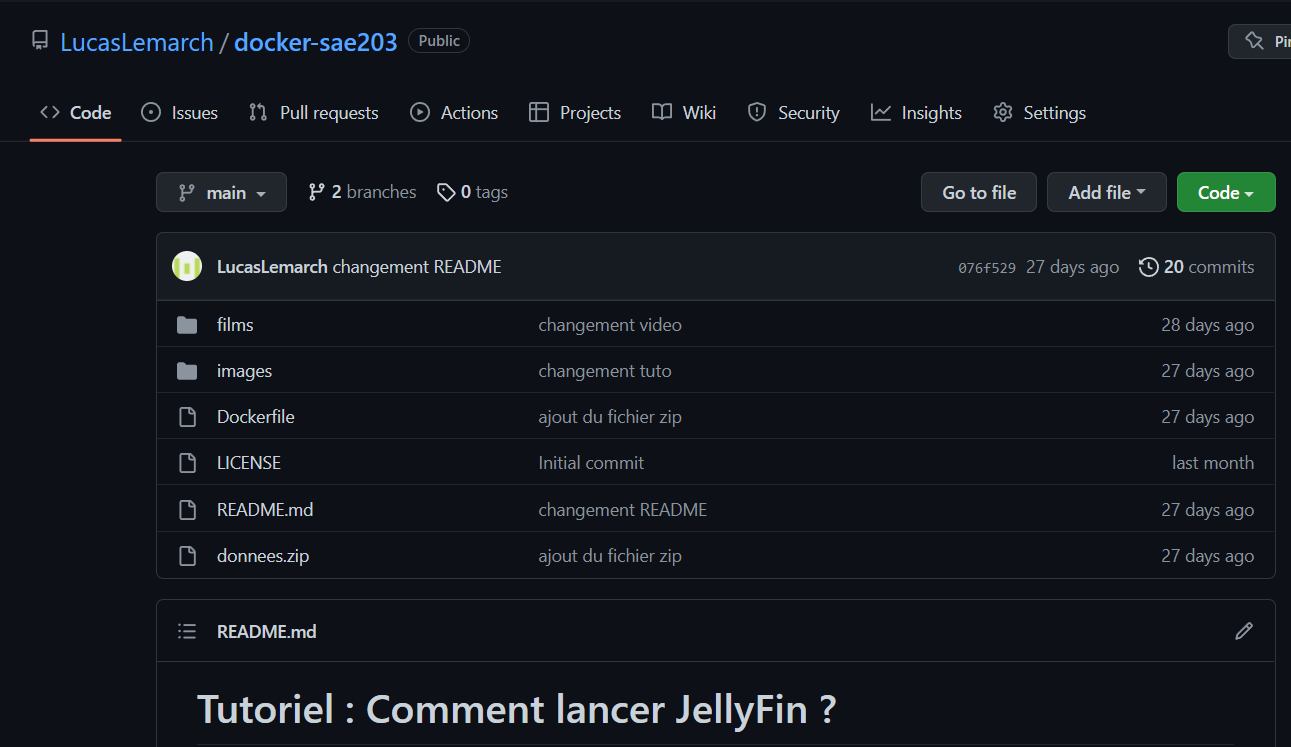 LucasLemarch / docker-sae203 Public
Code Issues Pull requests Actions Projects Wiki Security Insights Settings
main 2 branches 0 tags Go to file Add file Code
LucasLemarch changement README 076f529 27 days ago 20 commits
films changement video 28 days ago
images changement tuto 27 days ago
Dockerfile ajout du fichier zip 27 days ago
LICENSE Initial commit last month
README.md changement README 27 days ago
donnees.zip ajout du fichier zip 27 days ago
README.md
Tutoriel : Comment lancer JellyFin ?